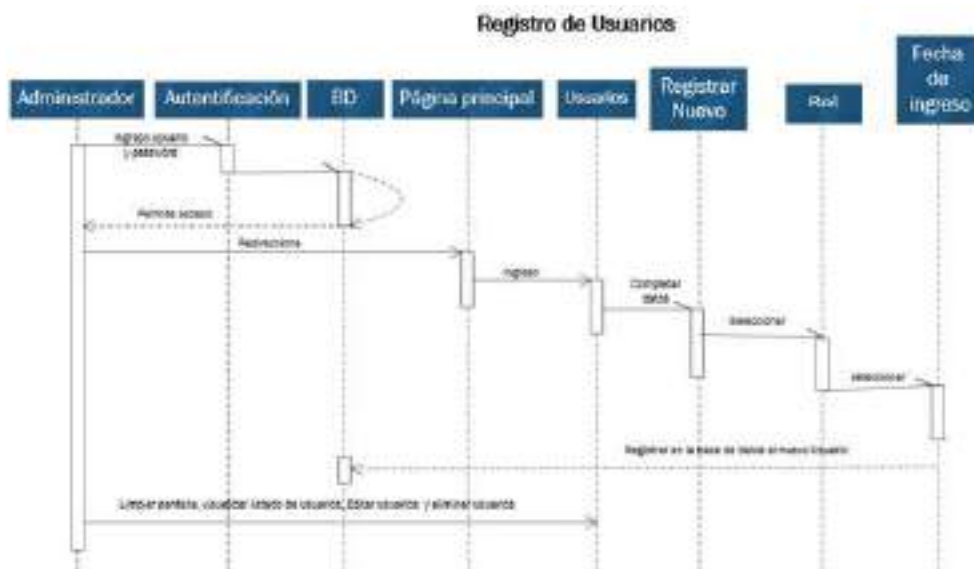 Registro de Usuarios
Administrador
Autentificación
BD
Página principal
Usuarios
Registrar
Nuevo
Rol
Fecha
de
ingreso
Ingreso usuario
y password
Permite acceso
Redirecciona
Ingreso
Completar
datos
Seleccionar
seleccionar
Registrar en la base de datos el nuevo Usuario
Limpiar pantalla, visualizar listado de usuarios, Editar usuarios y eliminar usuarios